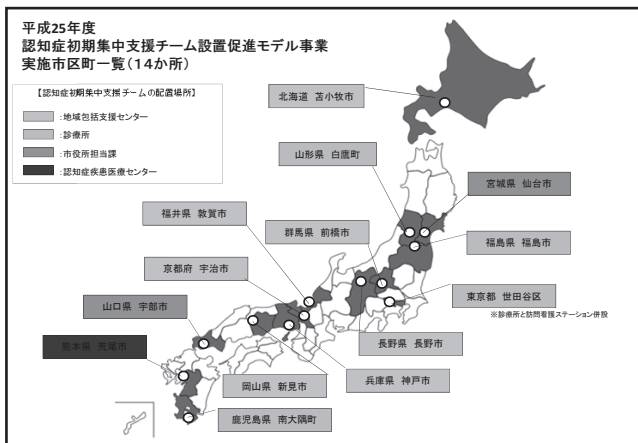 平成25年度
認知症初期集中支援チーム設置促進モデル事業
実施市区町一覧(14か所)
【認知症初期集中支援チームの配置場所】
:地域包括支援センター
:診療所
:市役所担当課
:認知症疾患医療センター
北海道 苫小牧市
山形県 白鷹町
宮城県 仙台市
福井県 敦賀市
群馬県 前橋市
福島県 福島市
京都府 宇治市
東京都 世田谷区
※診療所と訪問看護ステーション併設
山口県 宇部市
長野県 長野市
熊本県 荒尾市
岡山県 新見市
兵庫県 神戸市
鹿児島県 南大隅町